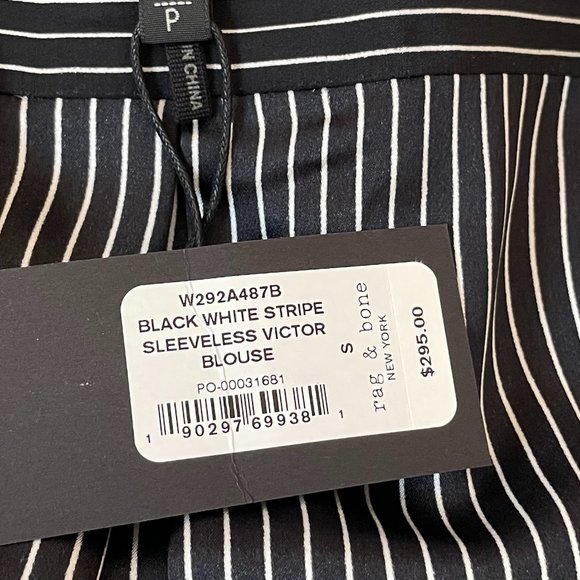 P
IN CHINA
W292A487B
BLACK WHITE STRIPE
SLEEVELESS VICTOR
BLOUSE
PO-00031681
1 90297 69938 1
S
rag & bone
NEW YORK
$295.00